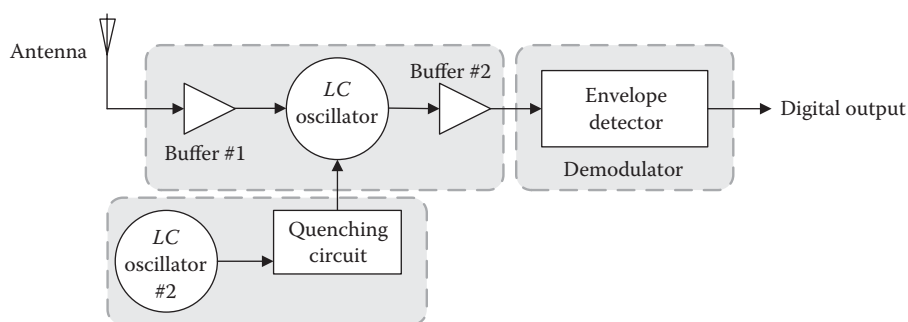 Antenna
Buffer #1
LC
oscillator
Buffer #2
Envelope
detector
Demodulator
Digital output
LC
oscillator
#2
Quenching
circuit